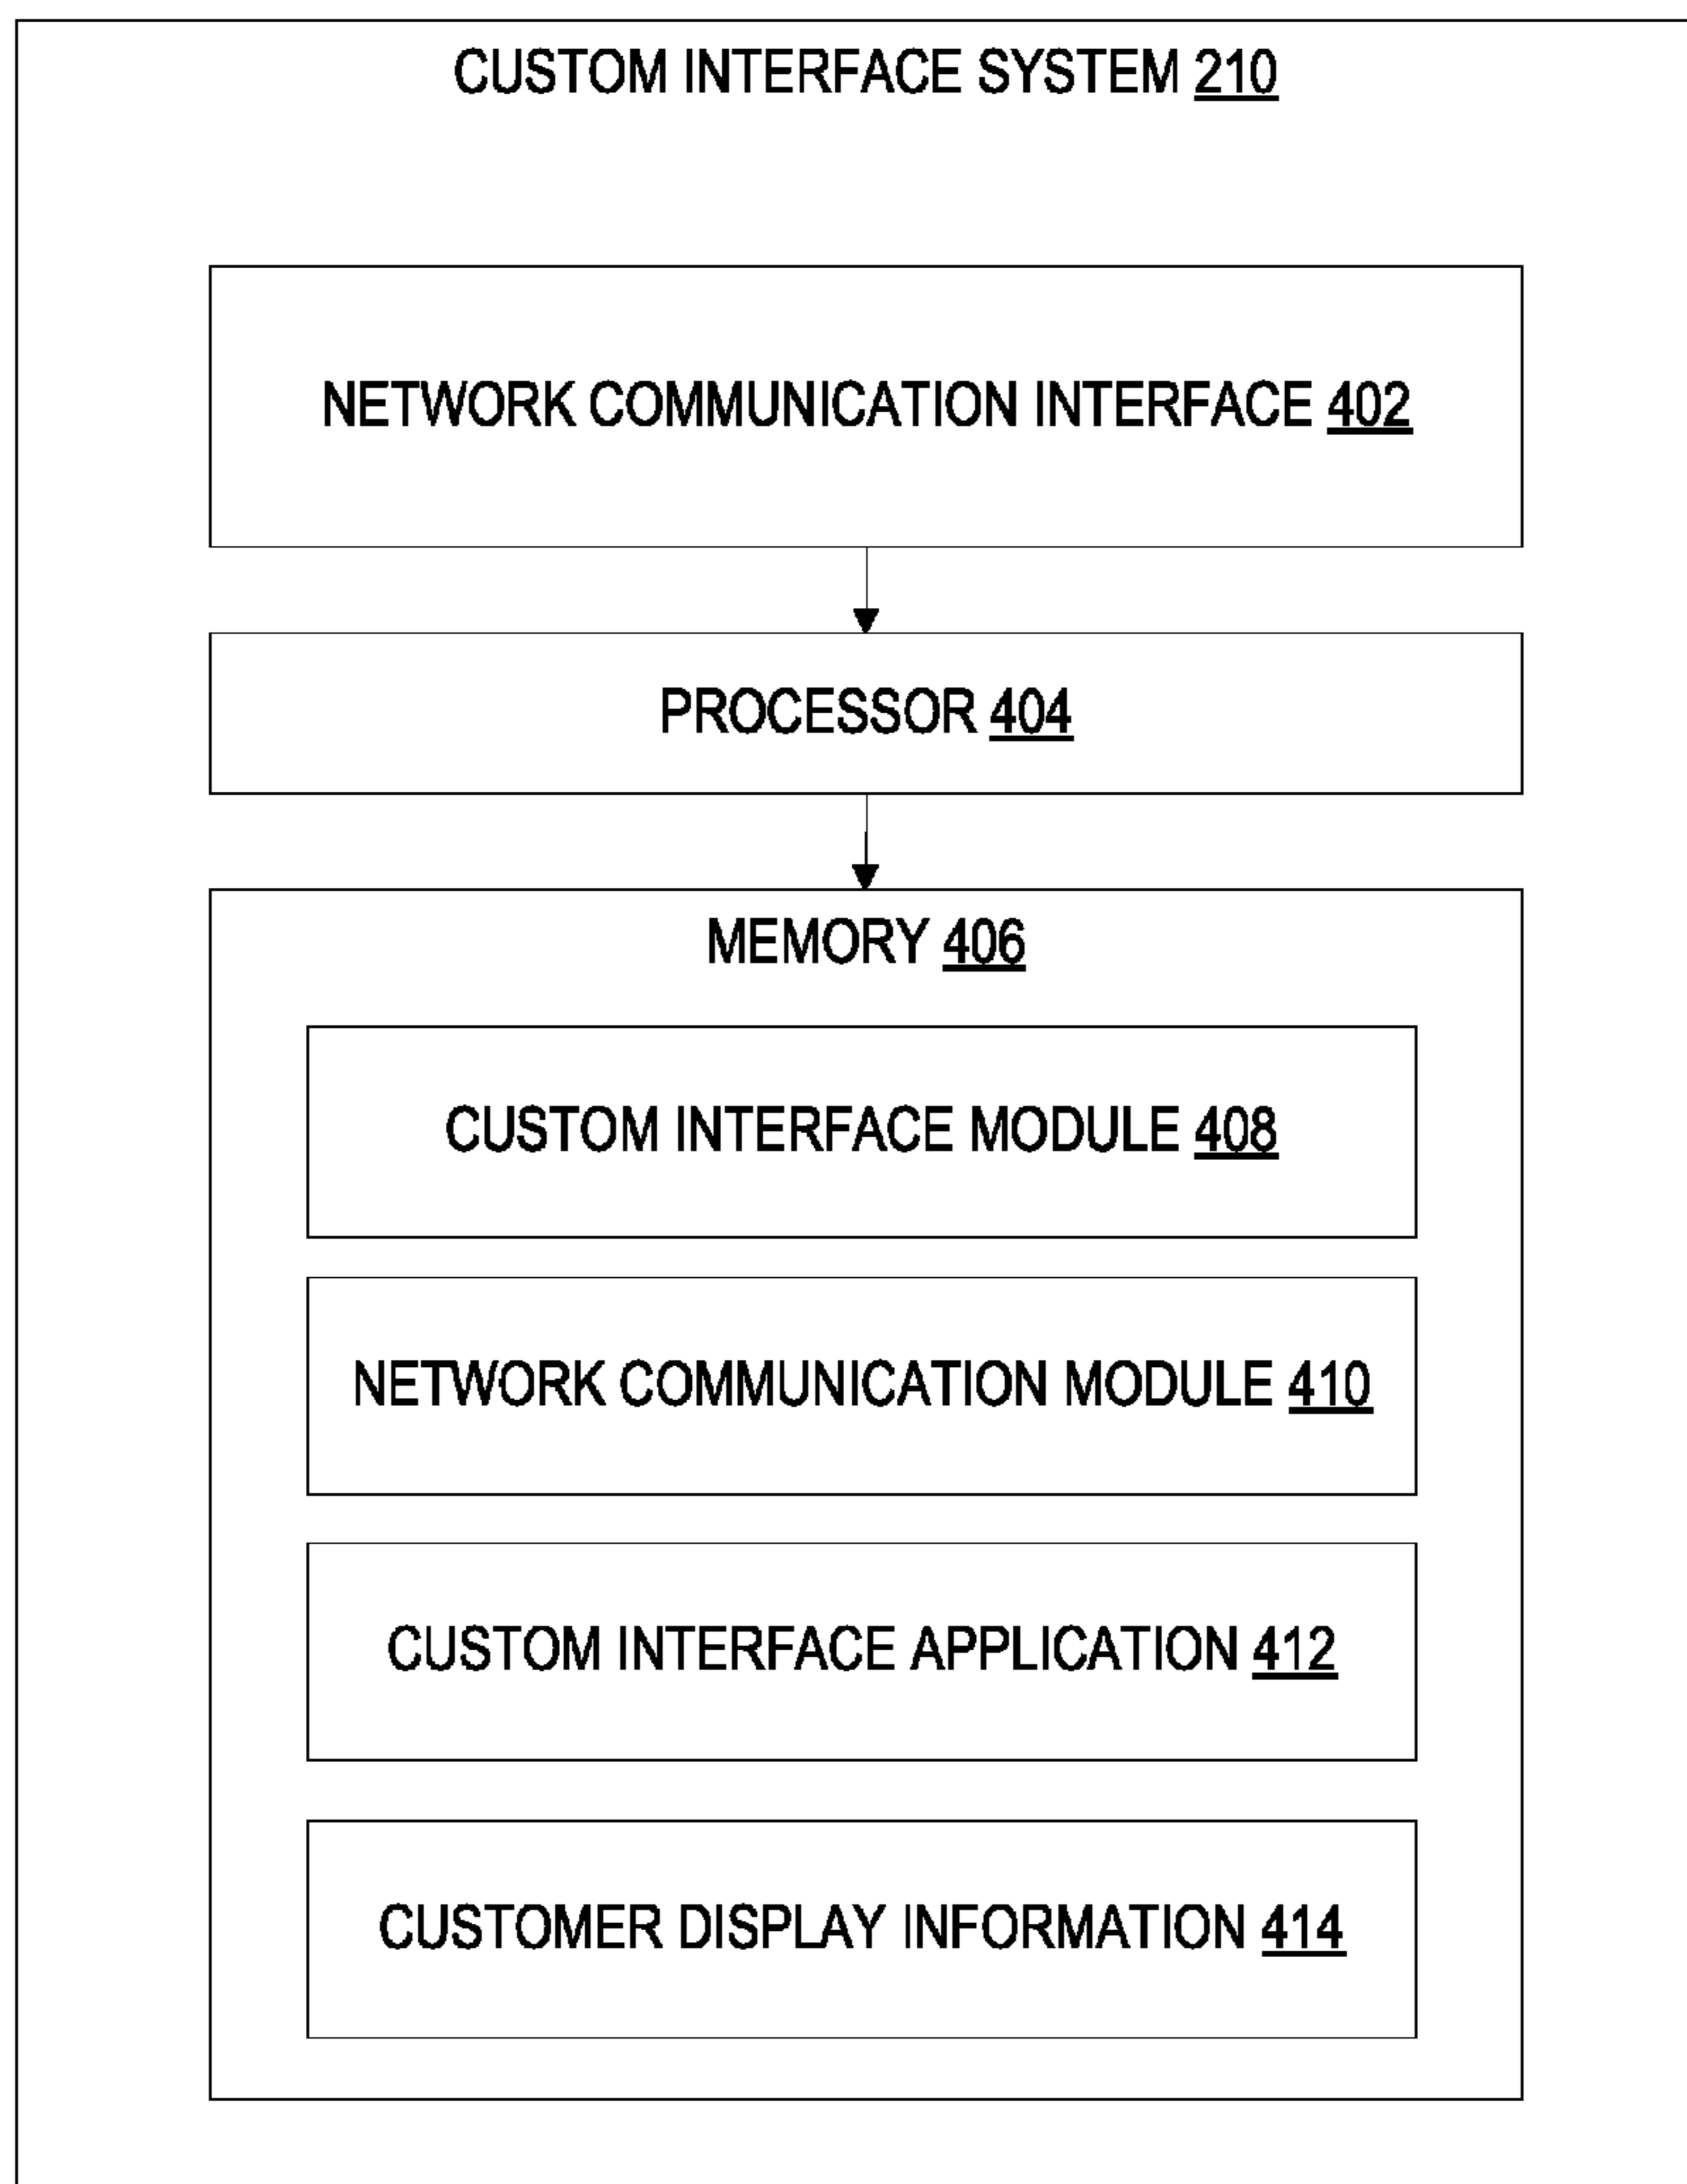 CUSTOM INTERFACE SYSTEM 210
NETWORK COMMUNICATION INTERFACE 402
PROCESSOR 404
MEMORY 406
CUSTOM INTERFACE MODULE 408
NETWORK COMMUNICATION MODULE 410
CUSTOM INTERFACE APPLICATION 412
CUSTOMER DISPLAY INFORMATION 414